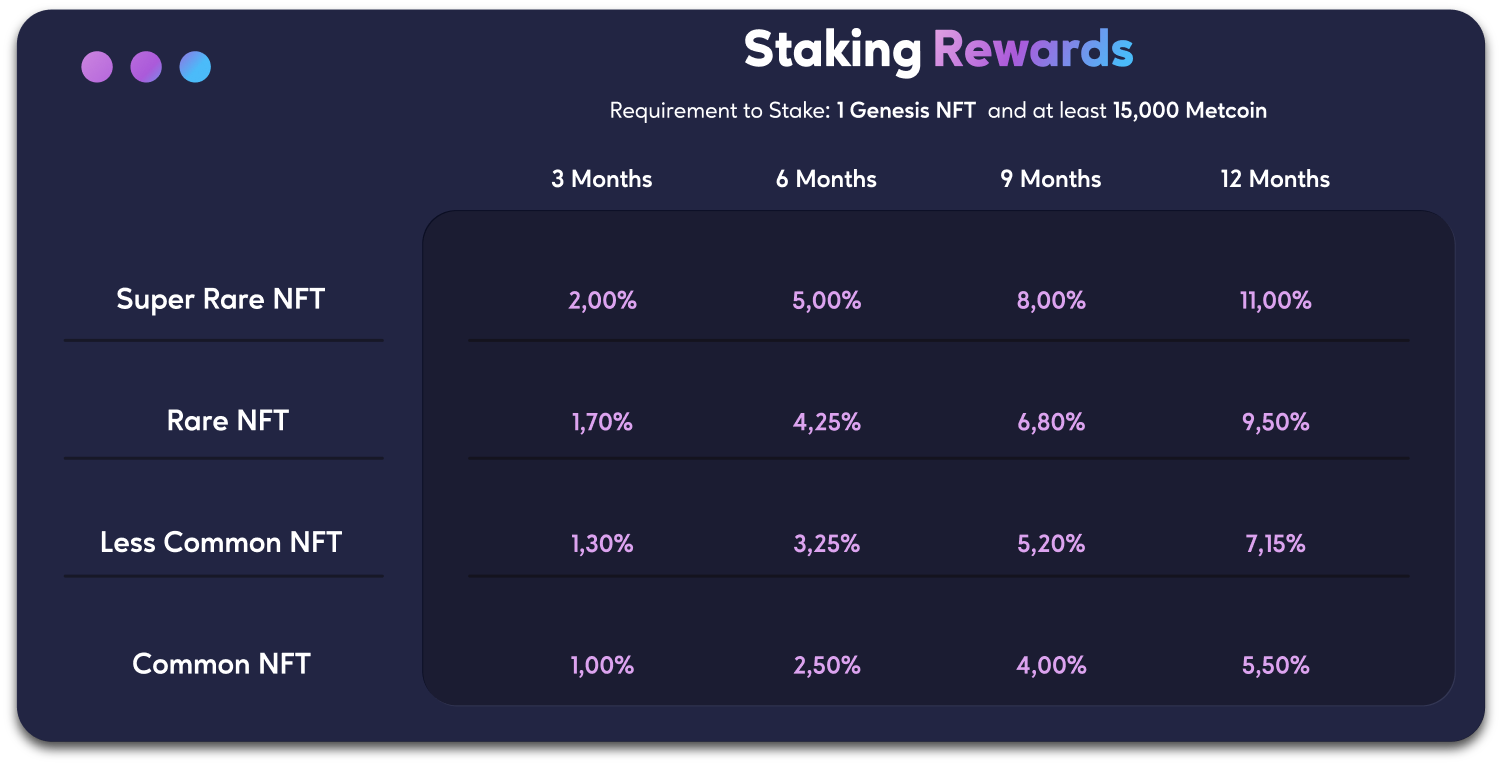 Staking Rewards
Requirement to Stake: 1 Genesis NFT and at least 15,000 Metcoin
3 Months 6 Months 9 Months 12 Months
Super Rare NFT 2,00% 5,00% 8,00% 11,00%
Rare NFT 1,70% 4,25% 6,80% 9,50%
Less Common NFT 1,30% 3,25% 5,20% 7,15%
Common NFT 1,00% 2,50% 4,00% 5,50%